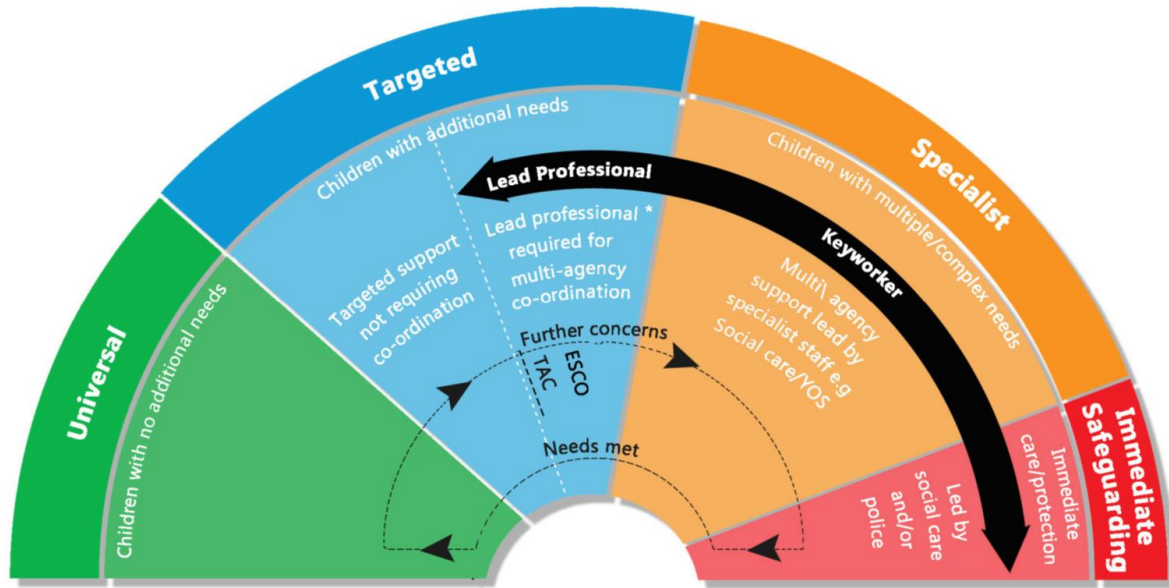 Universal
Children with no additional needs
Targeted
Children with additional needs
Targeted support
not requiring
co-ordination
Lead Professional
Lead professional *
required for
multi-agency
co-ordination
Further concerns
TAC
ESCO
Needs met
Specialist
Children with multiple/complex needs
Keyworker
Multi\ agency
support lead by
specialist staff e.g
Social care/YOS
Immediate
Safeguarding
Immediate
care/protection
Led by
social care
and/or
police